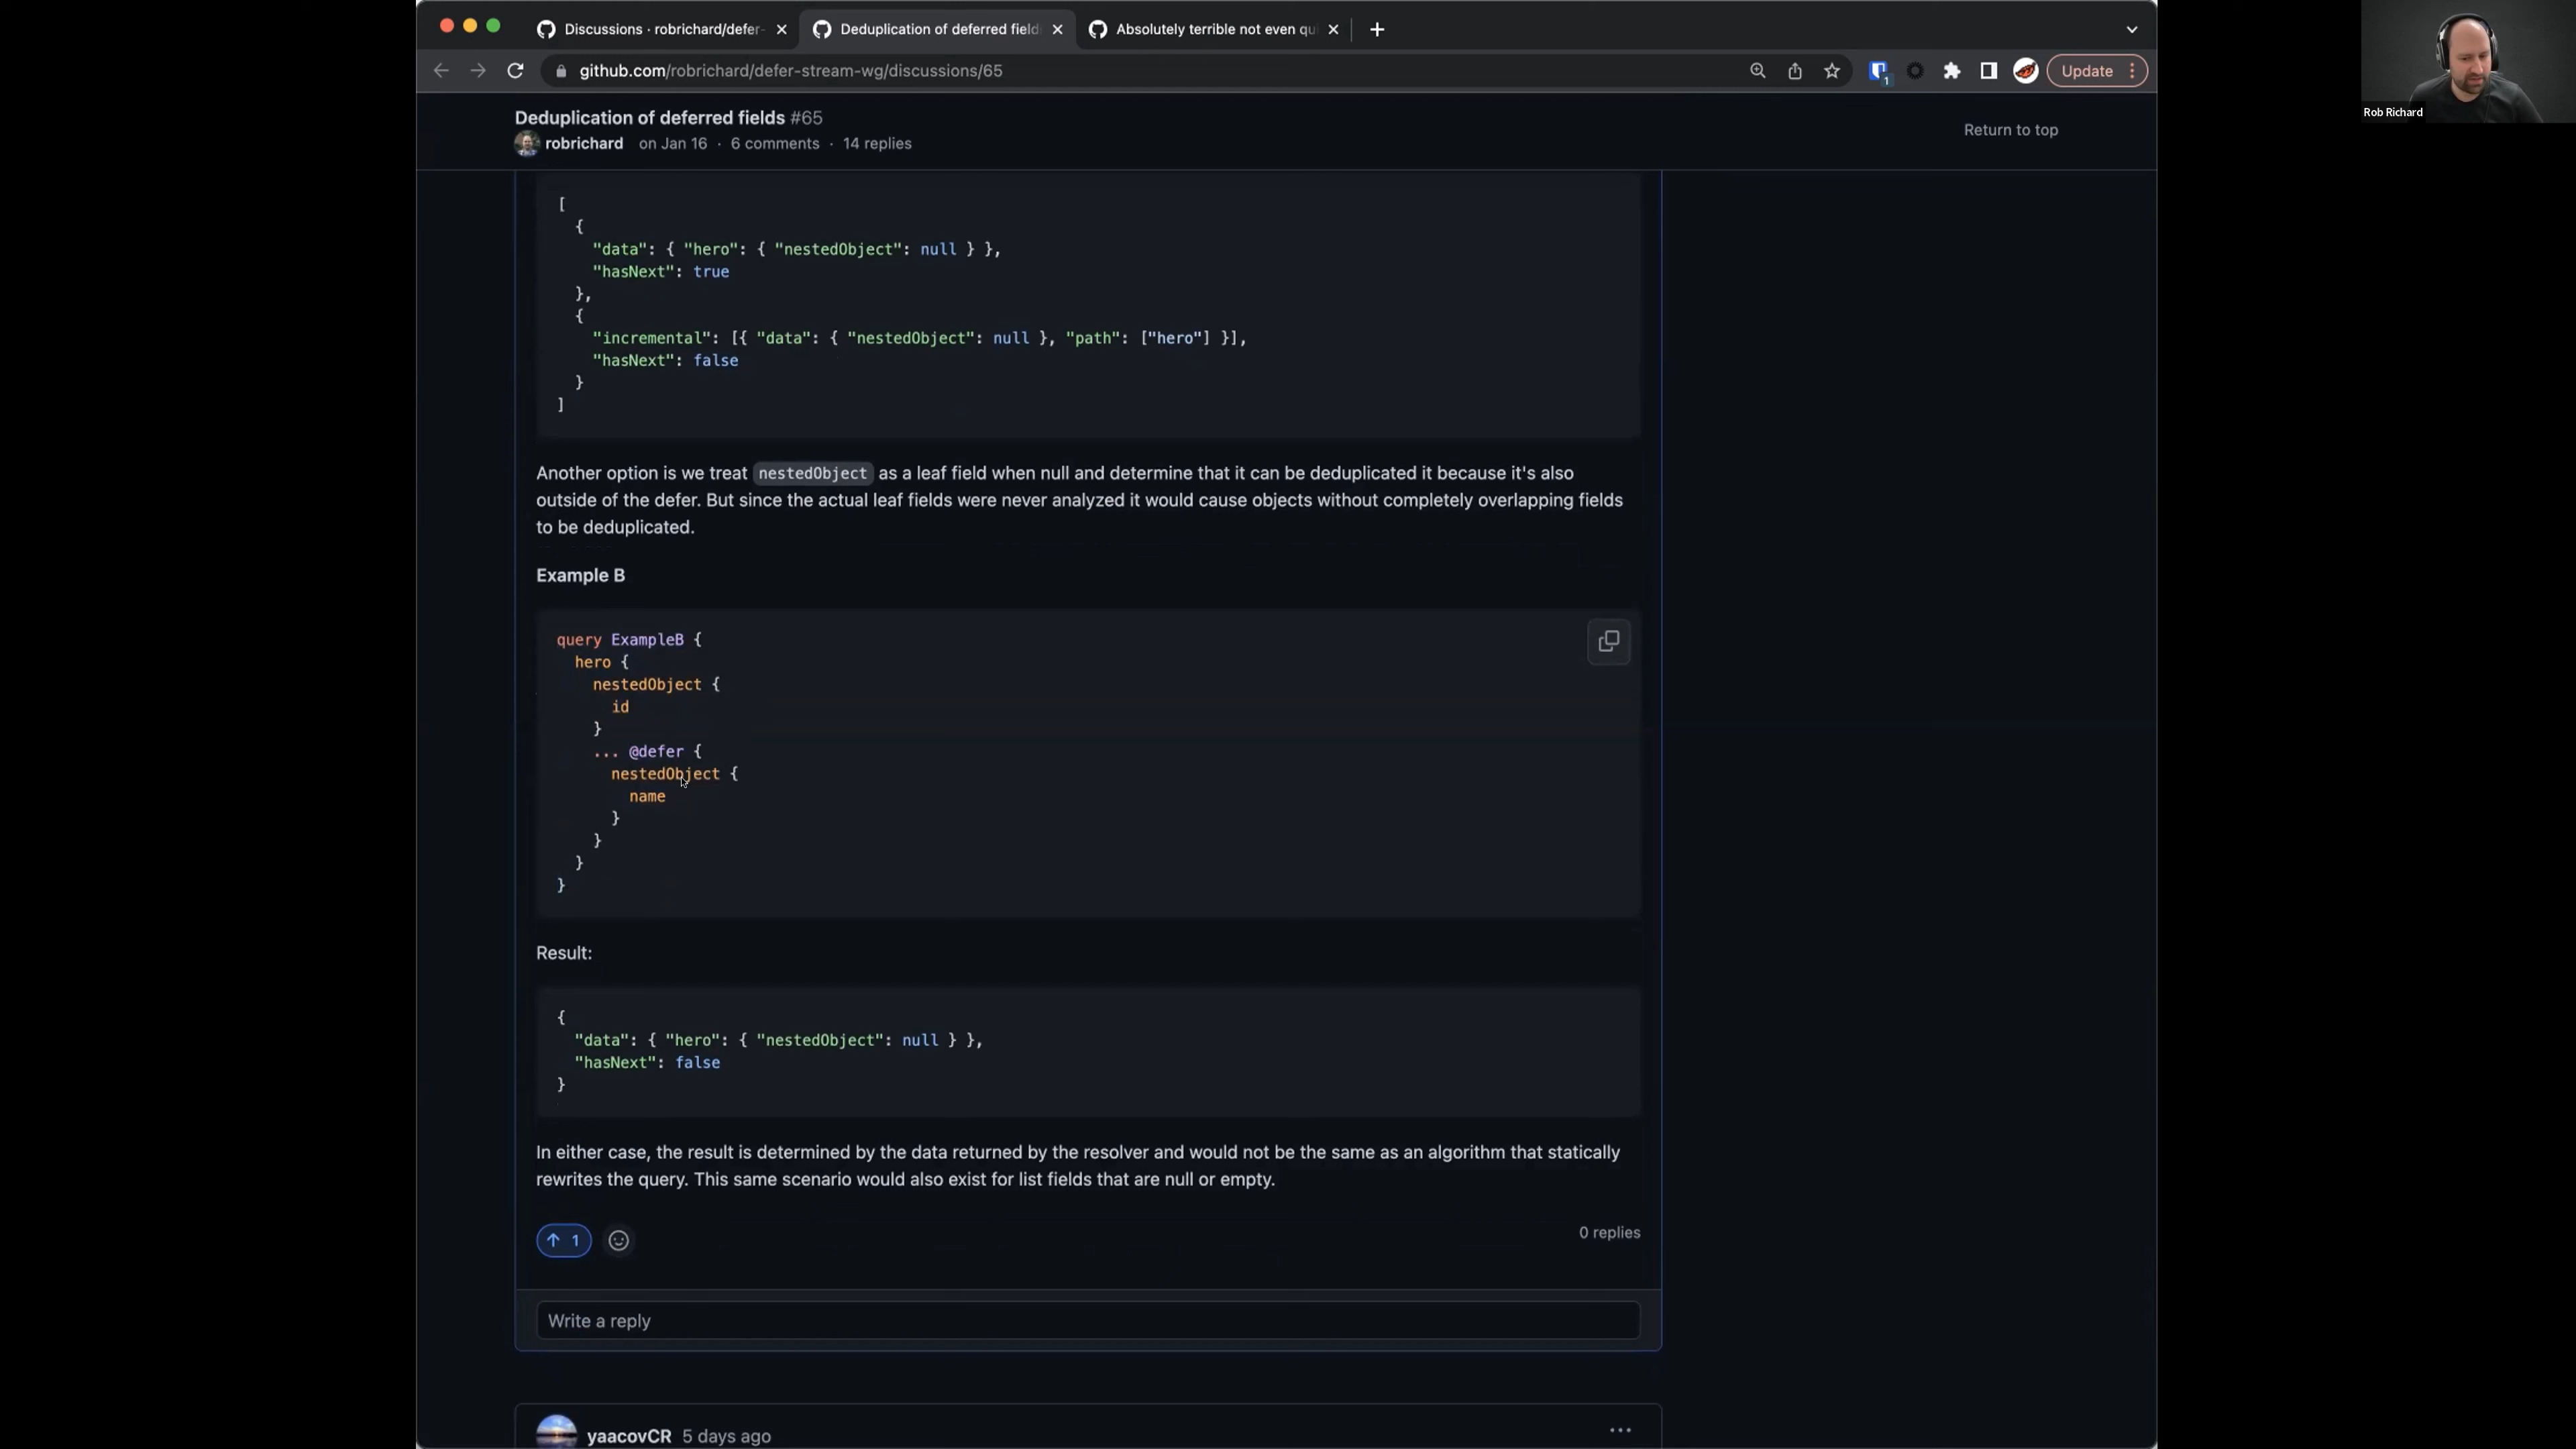 Discussions · robrichard/defer-
Deduplication of deferred field
Absolutely terrible not even qu
github.com/robrichard/defer-stream-wg/discussions/65
1
Update
Rob Richard
Deduplication of deferred fields #65
robrichard on Jan 16 · 6 comments · 14 replies
Return to top
[
{
"data": { "hero": { "nestedObject": null } },
"hasNext": true
},
{
"incremental": [{ "data": { "nestedObject": null }, "path": ["hero"] }],
"hasNext": false
}
]
Another option is we treat nestedObject as a leaf field when null and determine that it can be deduplicated it because it's also
outside of the defer. But since the actual leaf fields were never analyzed it would cause objects without completely overlapping fields
to be deduplicated.
Example B
query ExampleB {
hero {
nestedObject {
id
}
... @defer {
nestedObject {
name
}
}
}
}
Result:
{
"data": { "hero": { "nestedObject": null } },
"hasNext": false
}
In either case, the result is determined by the data returned by the resolver and would not be the same as an algorithm that statically
rewrites the query. This same scenario would also exist for list fields that are null or empty.
1
0 replies
Write a reply
yaacovCR 5 days ago